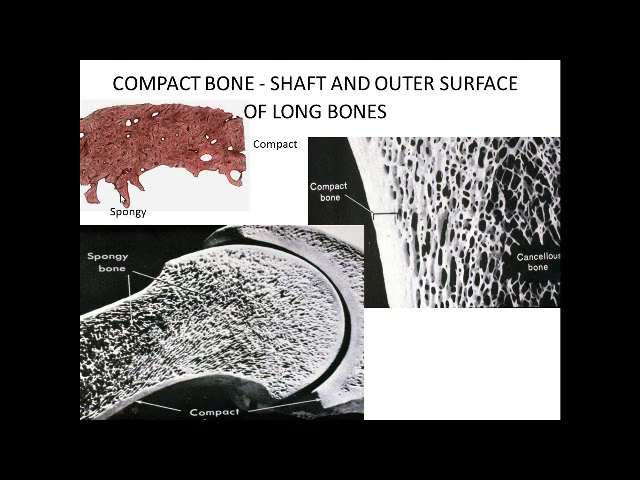 COMPACT BONE - SHAFT AND OUTER SURFACE
OF LONG BONES
Compact
Spongy
Compact
bone
Cancellous
bone
Spongy
bone
Compact